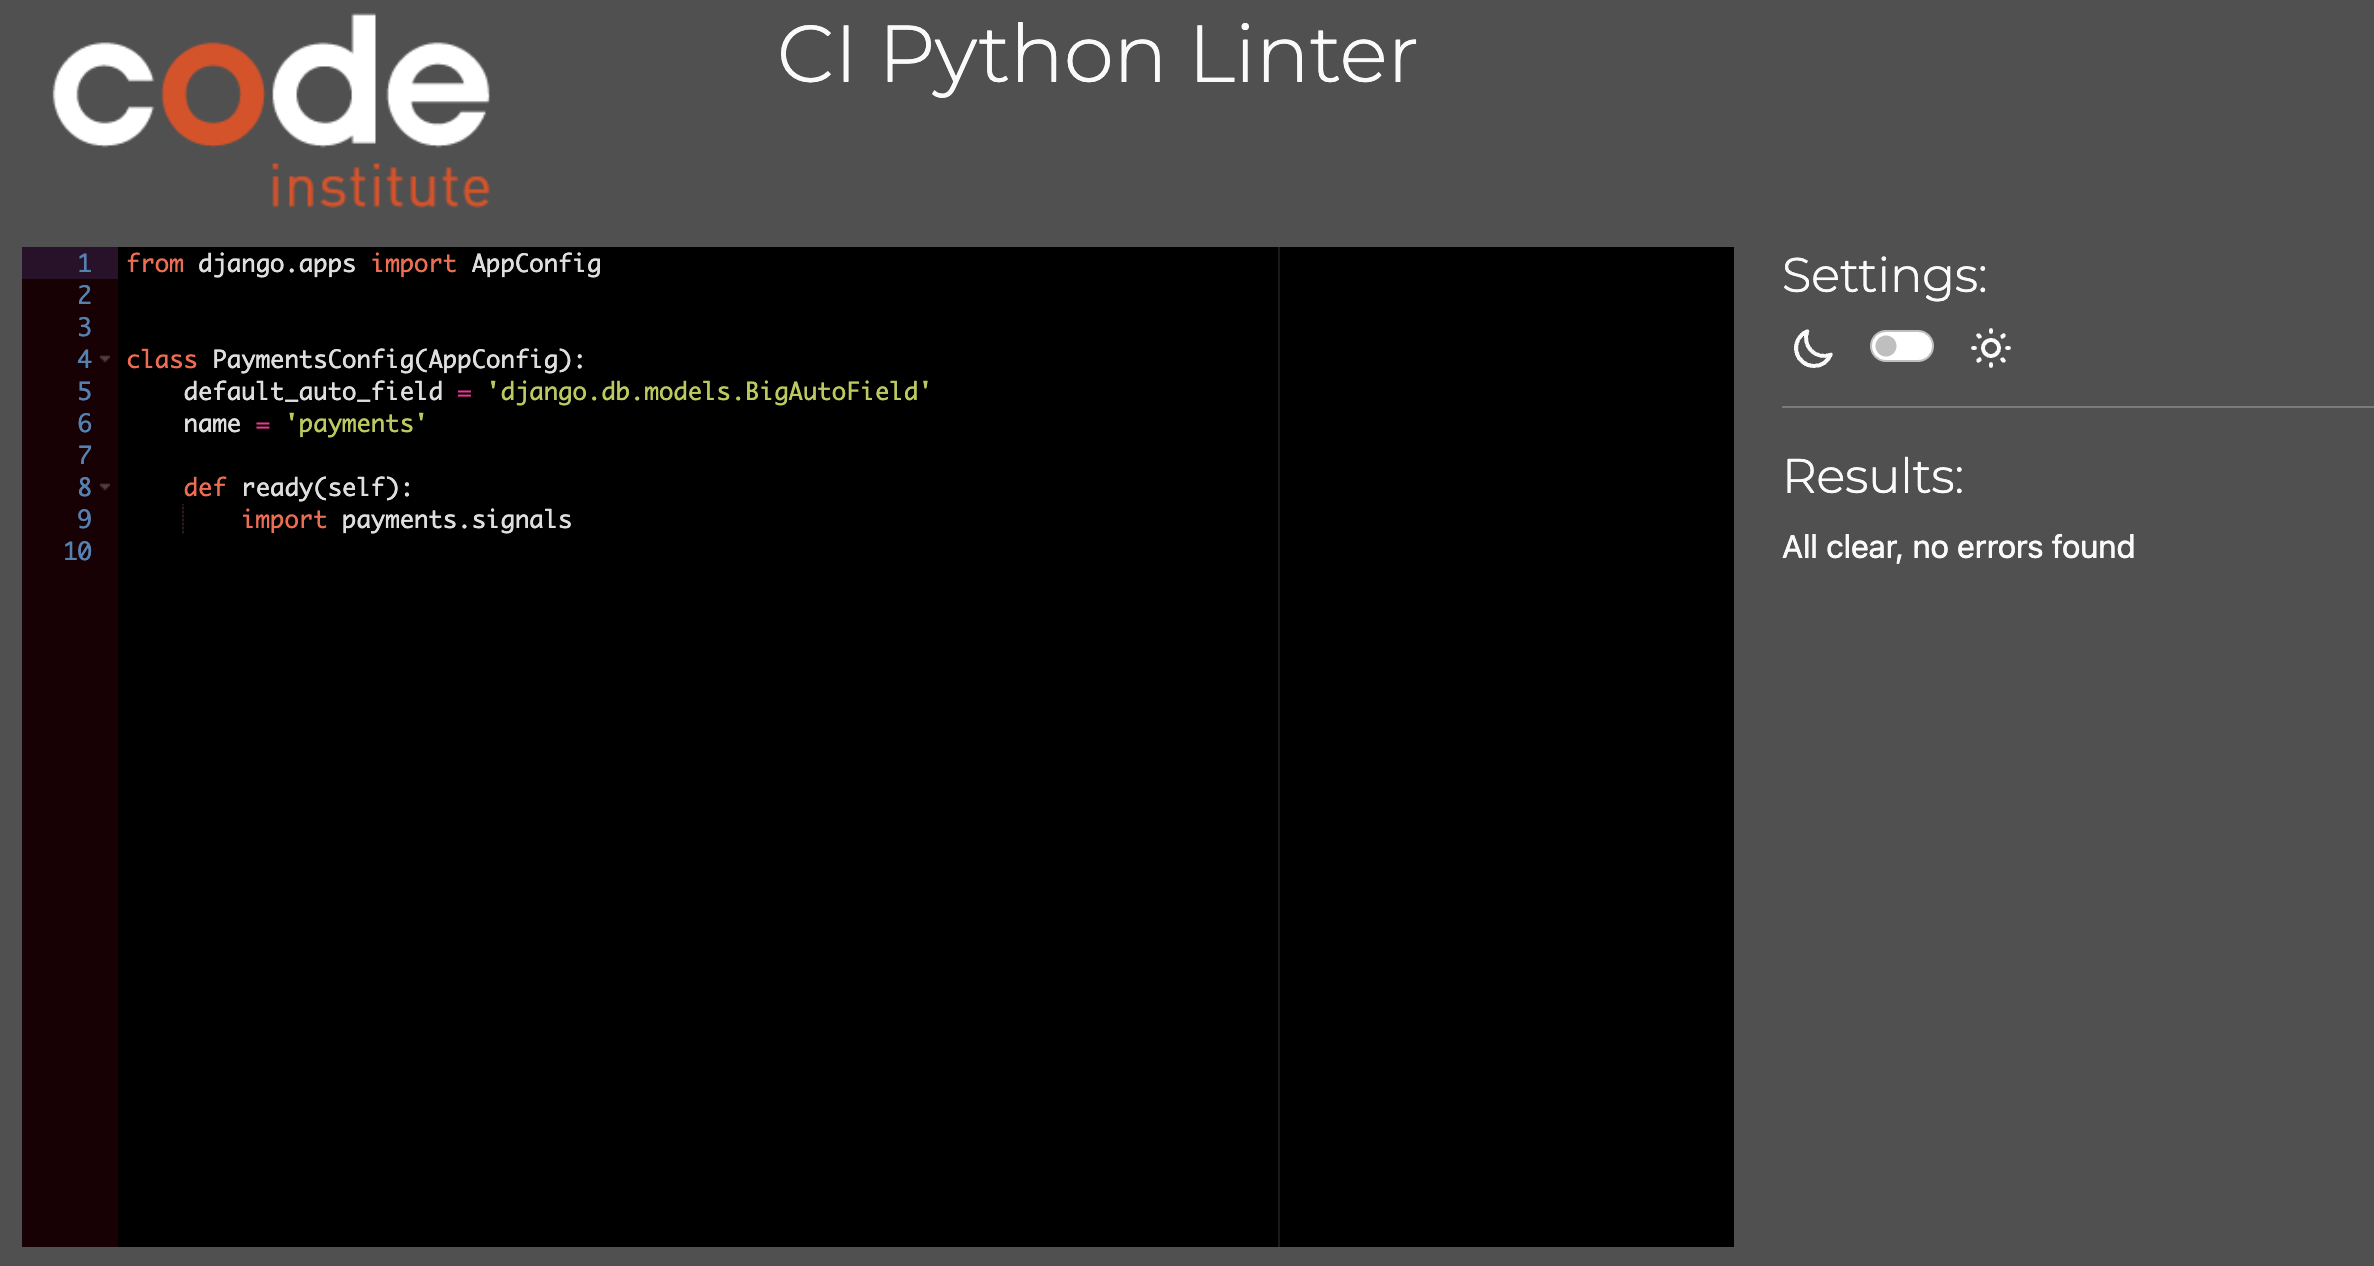 code
institute
CI Python Linter
1 from django.apps import AppConfig
2
3
4 class PaymentsConfig(AppConfig):
5     default_auto_field = 'django.db.models.BigAutoField'
6     name = 'payments'
7
8     def ready(self):
9         import payments.signals
10
Settings:
Results:
All clear, no errors found